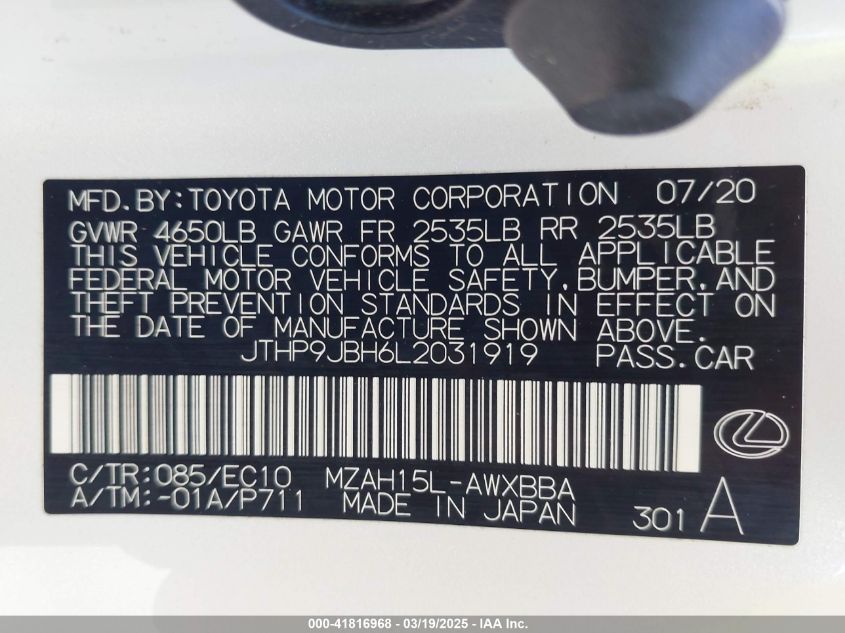 MFD.BY:TOYOTA MOTOR CORPORATION 07/20
GVWR 4650LB GAWR FR 2535LB RR 2535LB
THIS VEHICLE CONFORMS TO ALL APPLICABLE
FEDERAL MOTOR VEHICLE SAFETY,BUMPER,AND
THEFT PREVENTION STANDARDS IN EFFECT ON
THE DATE OF MANUFACTURE SHOWN ABOVE.
JTHP9JBH6L2031919 PASS.CAR
C/TR:085/EC10 MZAH15L-AWXBBA
A/TM:-01A/P711 MADE IN JAPAN 301 A
000-41816968 - 03/19/2025 - IAA Inc.